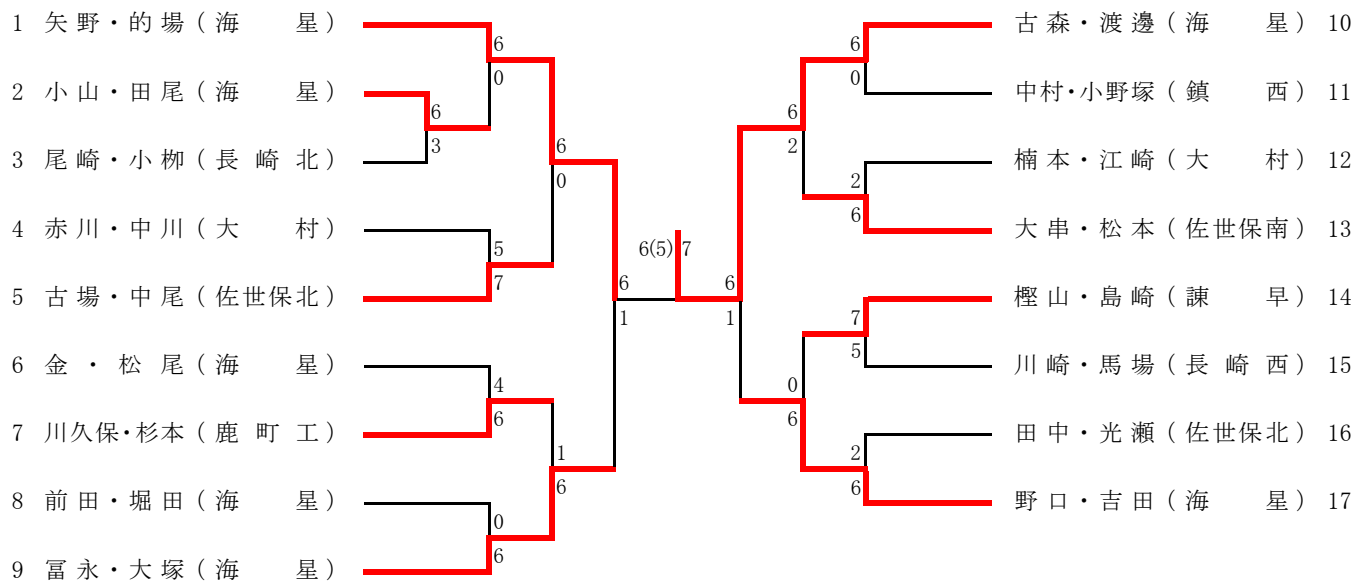 1 矢野・的場(海 星)
6
0
2 小山・田尾(海 星)
6
3
3 尾崎・小栁(長崎北)
6
0
4 赤川・中川(大 村)
5
7
5 古場・中尾(佐世保北)
6
1
6 金・松尾(海 星)
4
6
7 川久保・杉本(鹿町工)
1
6
8 前田・堀田(海 星)
0
6
9 冨永・大塚(海 星)
6(5) 7
古森・渡邊(海 星) 10
6
0
中村・小野塚(鎮 西) 11
6
2
楠本・江崎(大 村) 12
2
6
大串・松本(佐世保南) 13
6
1
樫山・島崎(諫 早) 14
7
5
川崎・馬場(長崎西) 15
0
6
田中・光瀬(佐世保北) 16
2
6
野口・吉田(海 星) 17